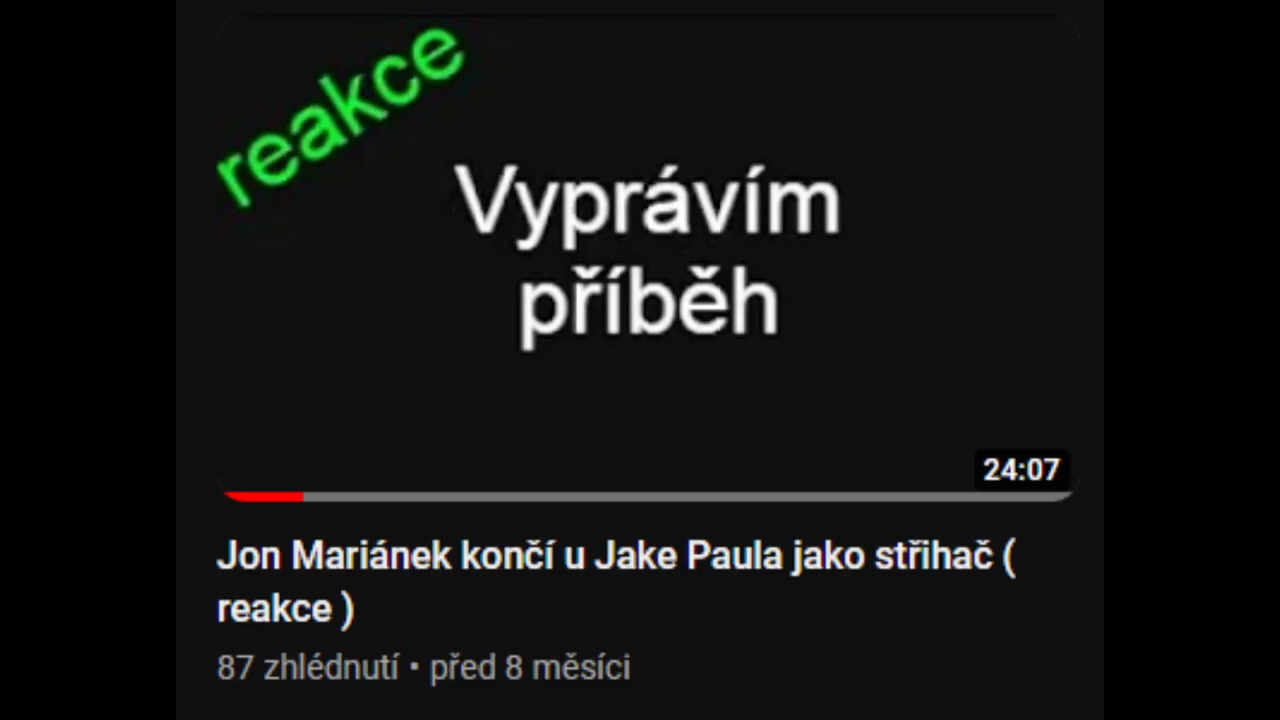 reakce
Vyprávím
příběh
24:07
Jon Mariánek končí u Jake Paula jako střihač (
reakce )
87 zhlédnutí • před 8 měsíci